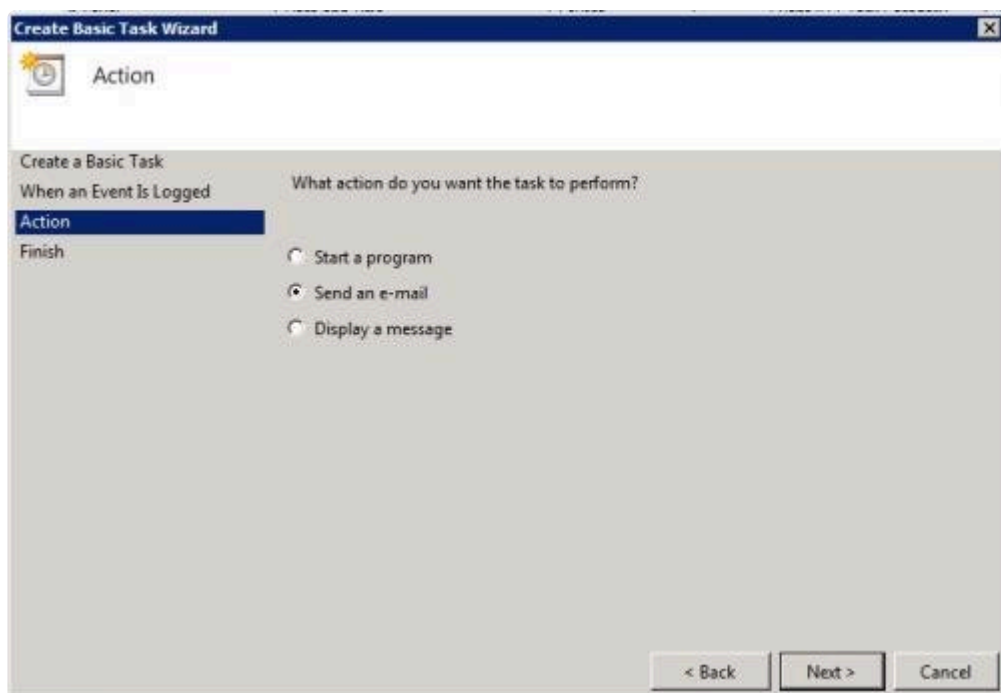 Create Basic Task Wizard
Action
Create a Basic Task
When an Event Is Logged
What action do you want the task to perform?
Action
Finish
Start a program
Send an e-mail
Display a message
< Back
Next >
Cancel